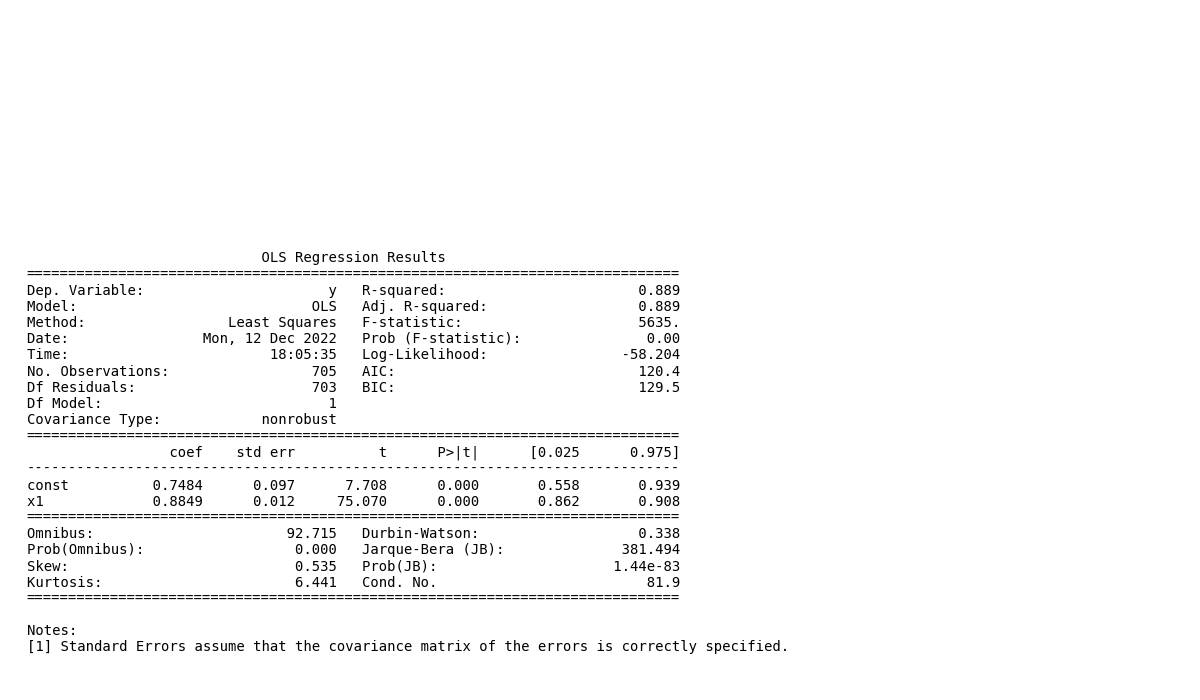 OLS Regression Results
==============================================================================
Dep. Variable:                      y   R-squared:                       0.889
Model:                            OLS   Adj. R-squared:                  0.889
Method:                 Least Squares   F-statistic:                     5635.
Date:                Mon, 12 Dec 2022   Prob (F-statistic):               0.00
Time:                        18:05:35   Log-Likelihood:                -58.204
No. Observations:                 705   AIC:                             120.4
Df Residuals:                     703   BIC:                             129.5
Df Model:                           1
Covariance Type:            nonrobust
==============================================================================
                 coef    std err          t      P>|t|      [0.025      0.975]
------------------------------------------------------------------------------
const          0.7484      0.097      7.708      0.000       0.558       0.939
x1             0.8849      0.012     75.070      0.000       0.862       0.908
==============================================================================
Omnibus:                       92.715   Durbin-Watson:                   0.338
Prob(Omnibus):                  0.000   Jarque-Bera (JB):              381.494
Skew:                           0.535   Prob(JB):                     1.44e-83
Kurtosis:                       6.441   Cond. No.                         81.9
==============================================================================

Notes:
[1] Standard Errors assume that the covariance matrix of the errors is correctly specified.